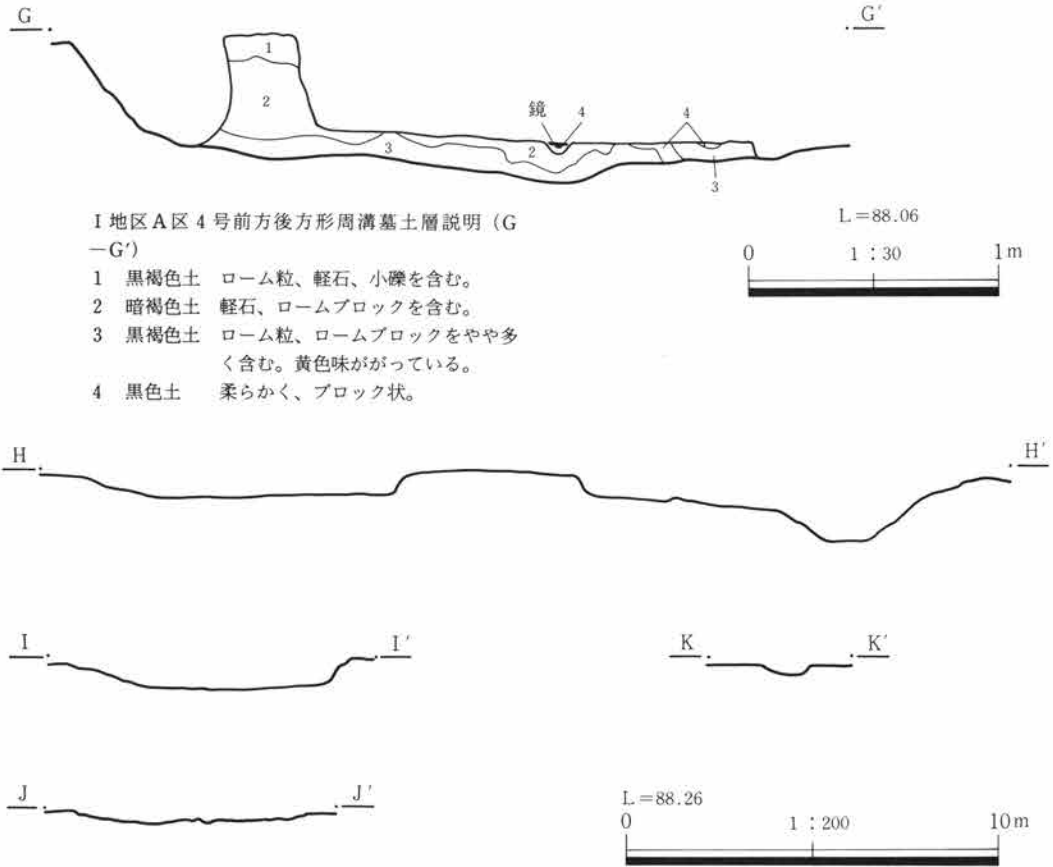 G G′
1
2
鏡 4 4
3 2
3
I地区A区4号前方後方形周溝墓土層説明（G
－G′）
1 黒褐色土 ローム粒、軽石、小礫を含む。
2 暗褐色土 軽石、ロームブロックを含む。
3 黒褐色土 ローム粒、ロームブロックをやや多
く含む。黄色味ががっている。
4 黒色土 柔らかく、ブロック状。
L＝88.06
0 1：30 1m
H H′
I I′ K K′
J J′
L＝88.26
0 1：200 10m